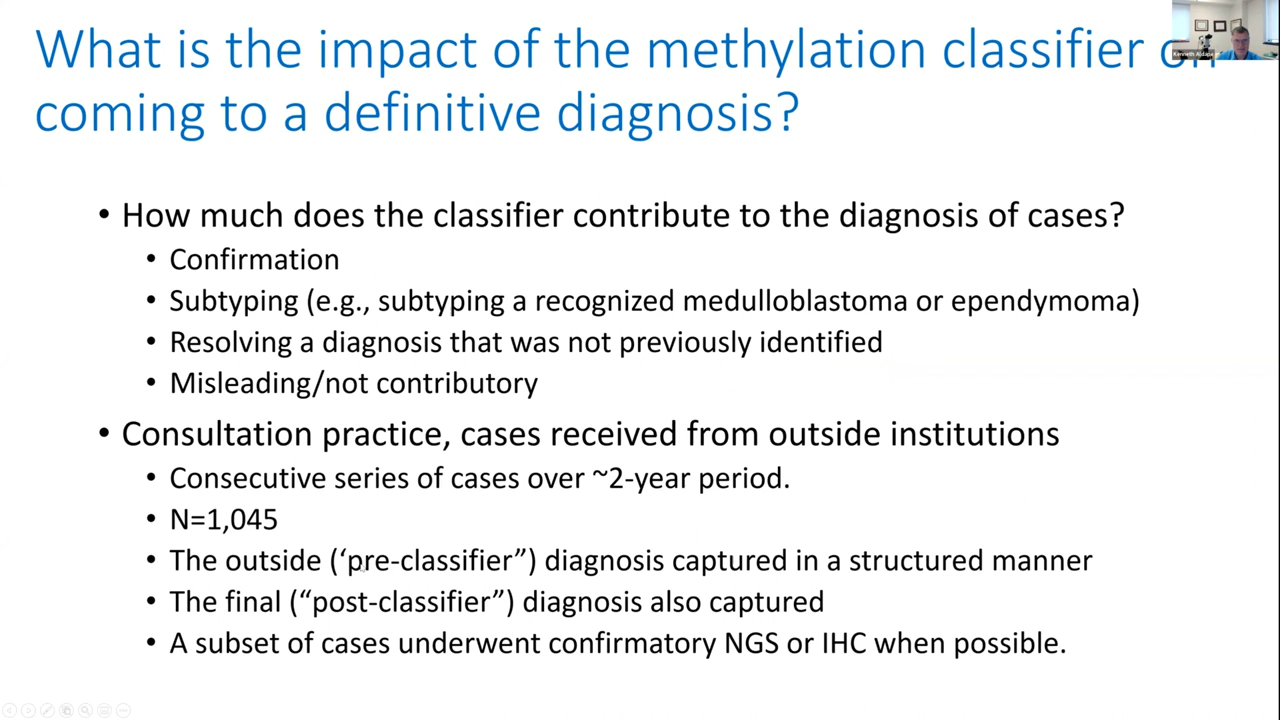 What is the impact of the methylation classifier on
coming to a definitive diagnosis?
Kenneth Aldape
• How much does the classifier contribute to the diagnosis of cases?
• Confirmation
• Subtyping (e.g., subtyping a recognized medulloblastoma or ependymoma)
• Resolving a diagnosis that was not previously identified
• Misleading/not contributory
• Consultation practice, cases received from outside institutions
• Consecutive series of cases over ~2-year period.
• N=1,045
• The outside (‘pre-classifier”) diagnosis captured in a structured manner
• The final (“post-classifier”) diagnosis also captured
• A subset of cases underwent confirmatory NGS or IHC when possible.